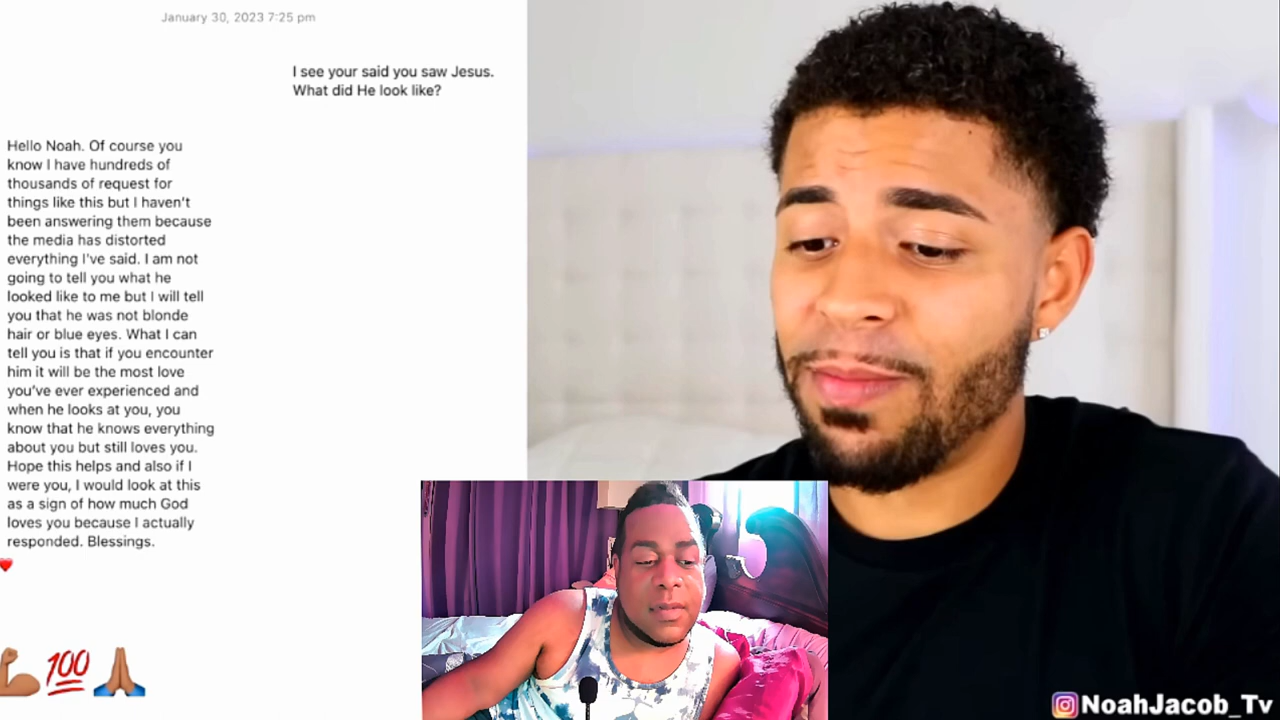 January 30, 2023 7:25 pm
I see your said you saw Jesus.
What did He look like?
Hello Noah. Of course you
know I have hundreds of
thousands of request for
things like this but I haven't
been answering them because
the media has distorted
everything I've said. I am not
going to tell you what he
looked like to me but I will tell
you that he was not blonde
hair or blue eyes. What I can
tell you is that if you encounter
him it will be the most love
you've ever experienced and
when he looks at you, you
know that he knows everything
about you but still loves you.
Hope this helps and also if I
were you, I would look at this
as a sign of how much God
loves you because I actually
responded. Blessings.
❤️
💪🏽💯🙏🏽
NoahJacob_Tv